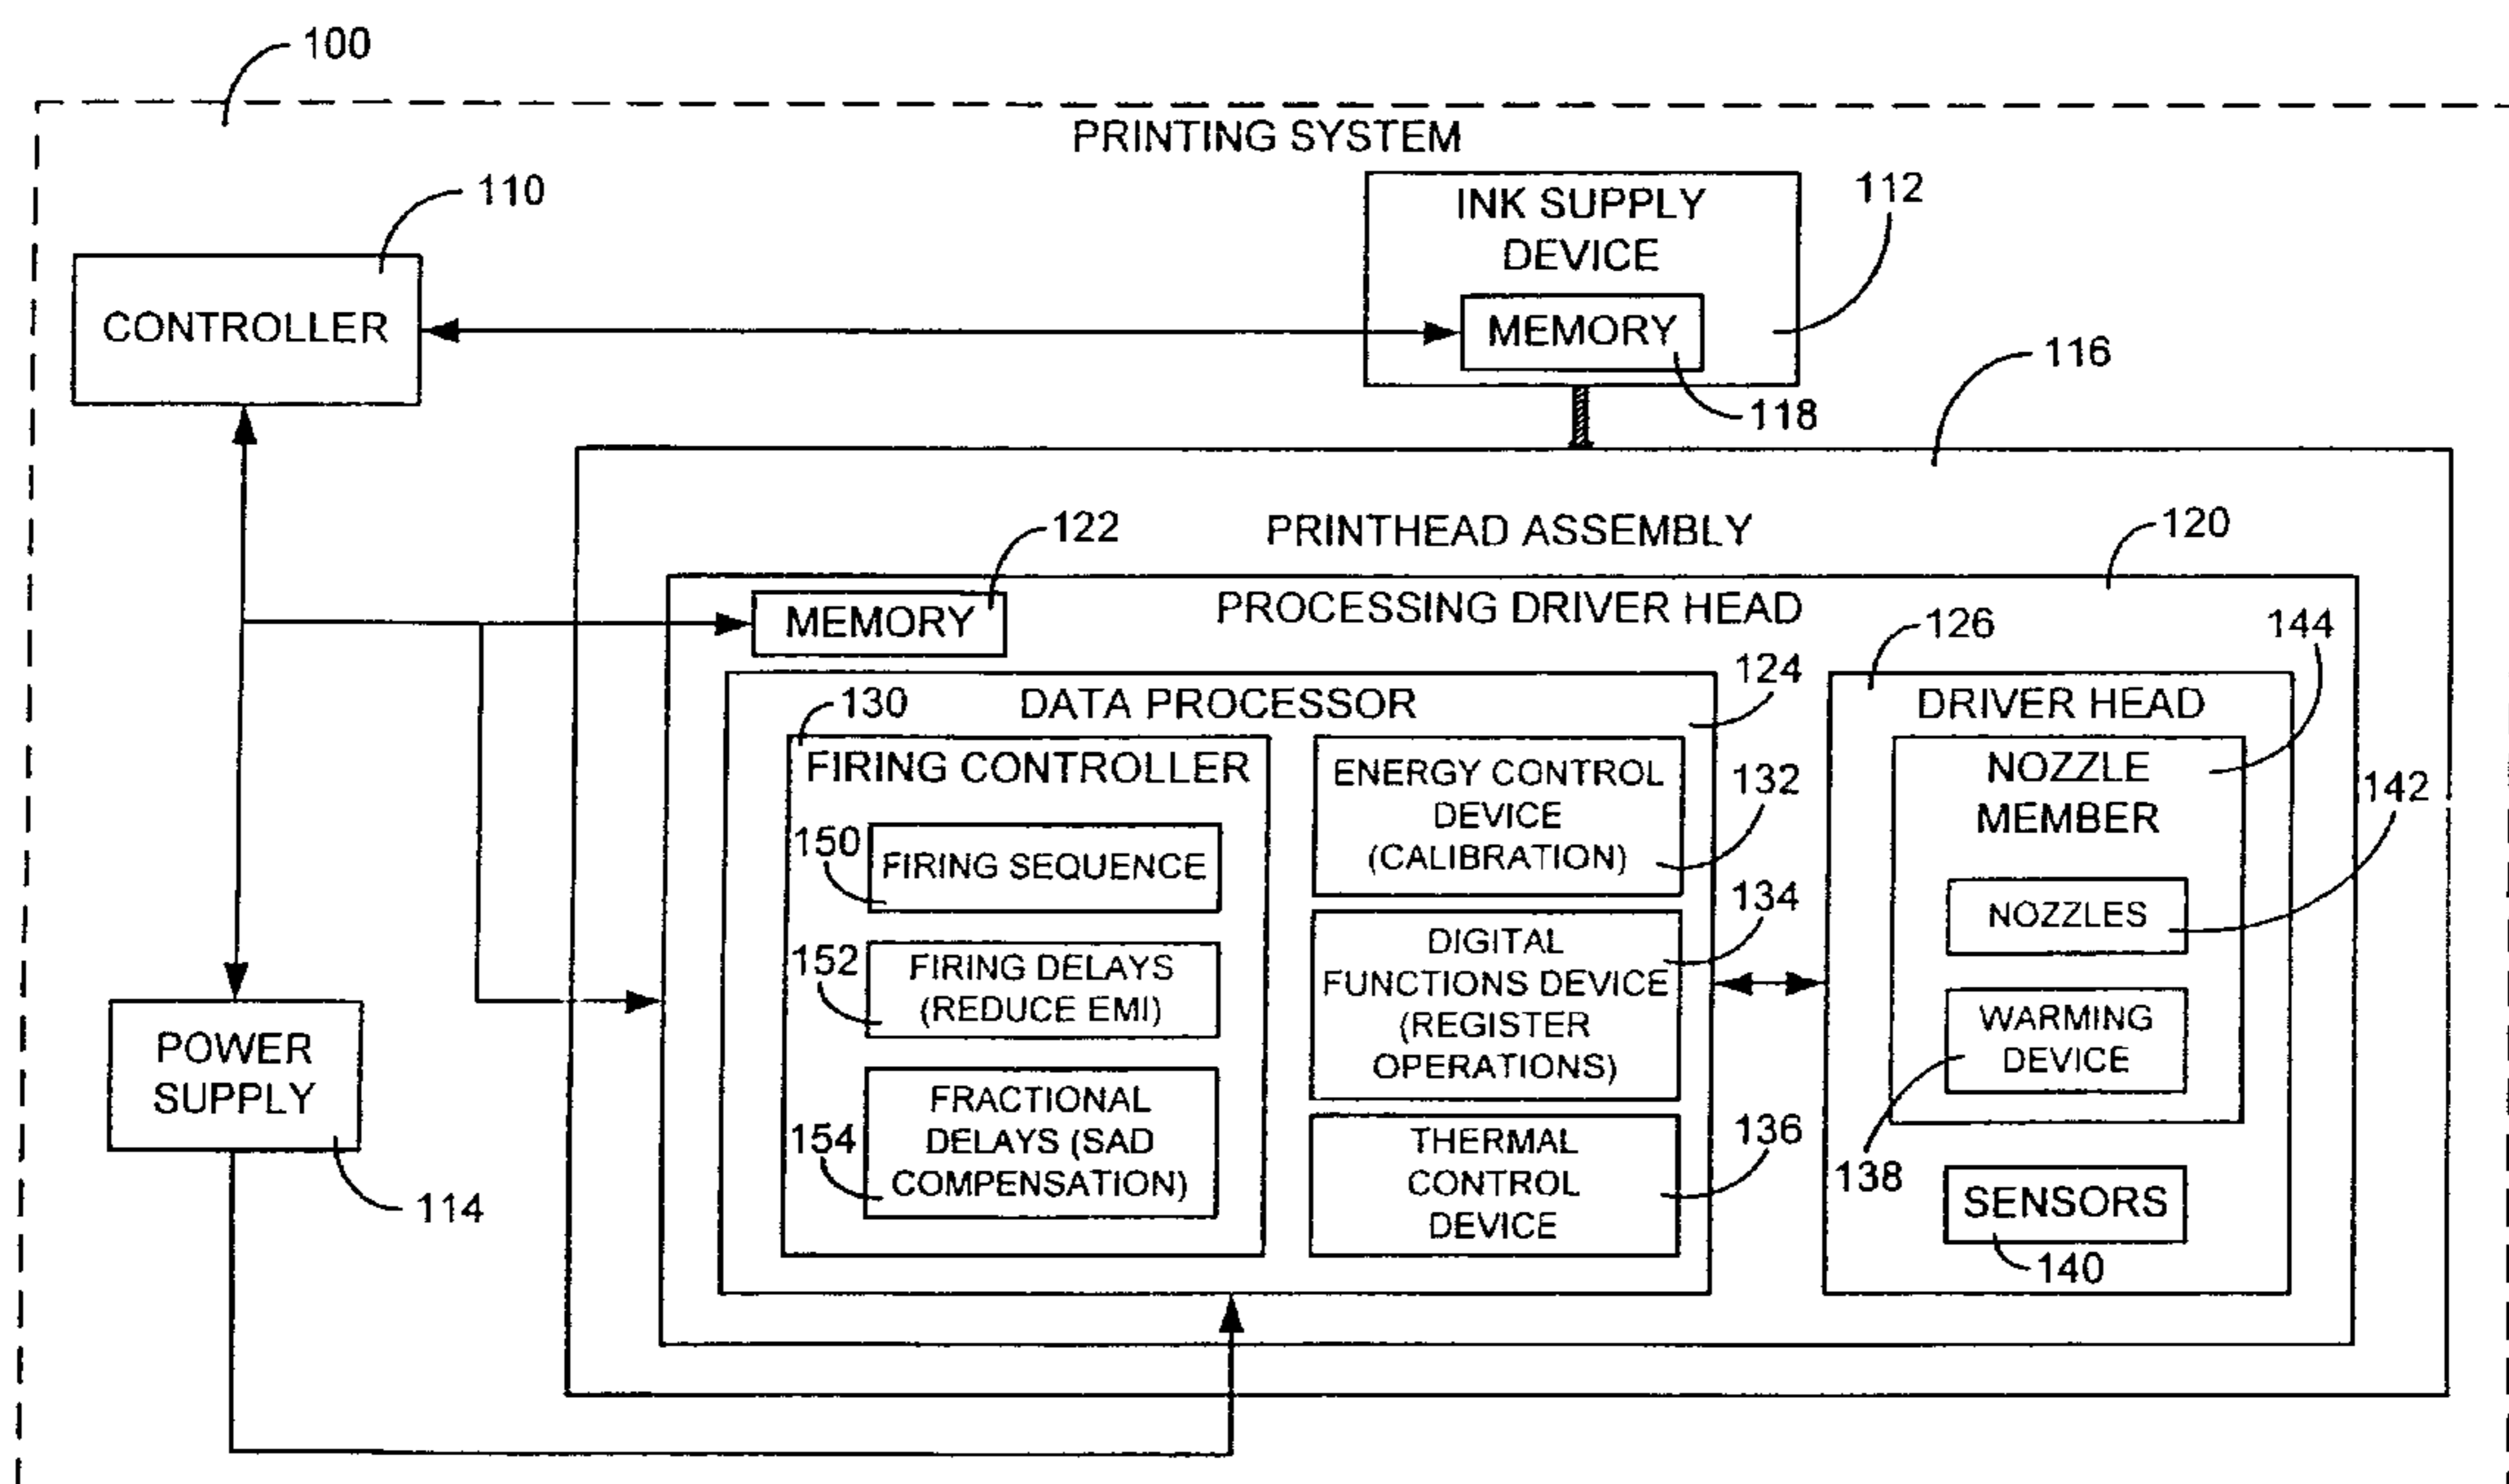 100
PRINTING SYSTEM
110
112
INK SUPPLY
DEVICE
CONTROLLER
MEMORY
116
118
122
PRINTHEAD ASSEMBLY
120
MEMORY
PROCESSING DRIVER HEAD
126
144
124
130
DATA PROCESSOR
DRIVER HEAD
FIRING CONTROLLER
ENERGY CONTROL
DEVICE
(CALIBRATION)
132
NOZZLE
MEMBER
142
150
FIRING SEQUENCE
134
NOZZLES
152
FIRING DELAYS
(REDUCE EMI)
DIGITAL
FUNCTIONS DEVICE
(REGISTER
OPERATIONS)
WARMING
DEVICE
POWER
SUPPLY
154
FRACTIONAL
DELAYS (SAD
COMPENSATION)
THERMAL
CONTROL
DEVICE
136
138
SENSORS
114
140